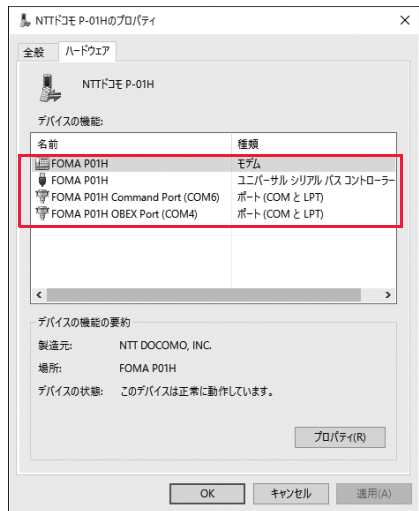 NTTドコモ P-01Hのプロパティ
全般 ハードウェア
NTTドコモ P-01H
デバイスの機能:
名前 種類
FOMA P01H モデム
FOMA P01H ユニバーサル シリアル バス コントローラー
FOMA P01H Command Port (COM6) ポート (COM と LPT)
FOMA P01H OBEX Port (COM4) ポート (COM と LPT)
デバイスの機能の要約
製造元: NTT DOCOMO, INC.
場所: FOMA P01H
デバイスの状態: このデバイスは正常に動作しています。
プロパティ(R)
OK キャンセル 適用(A)